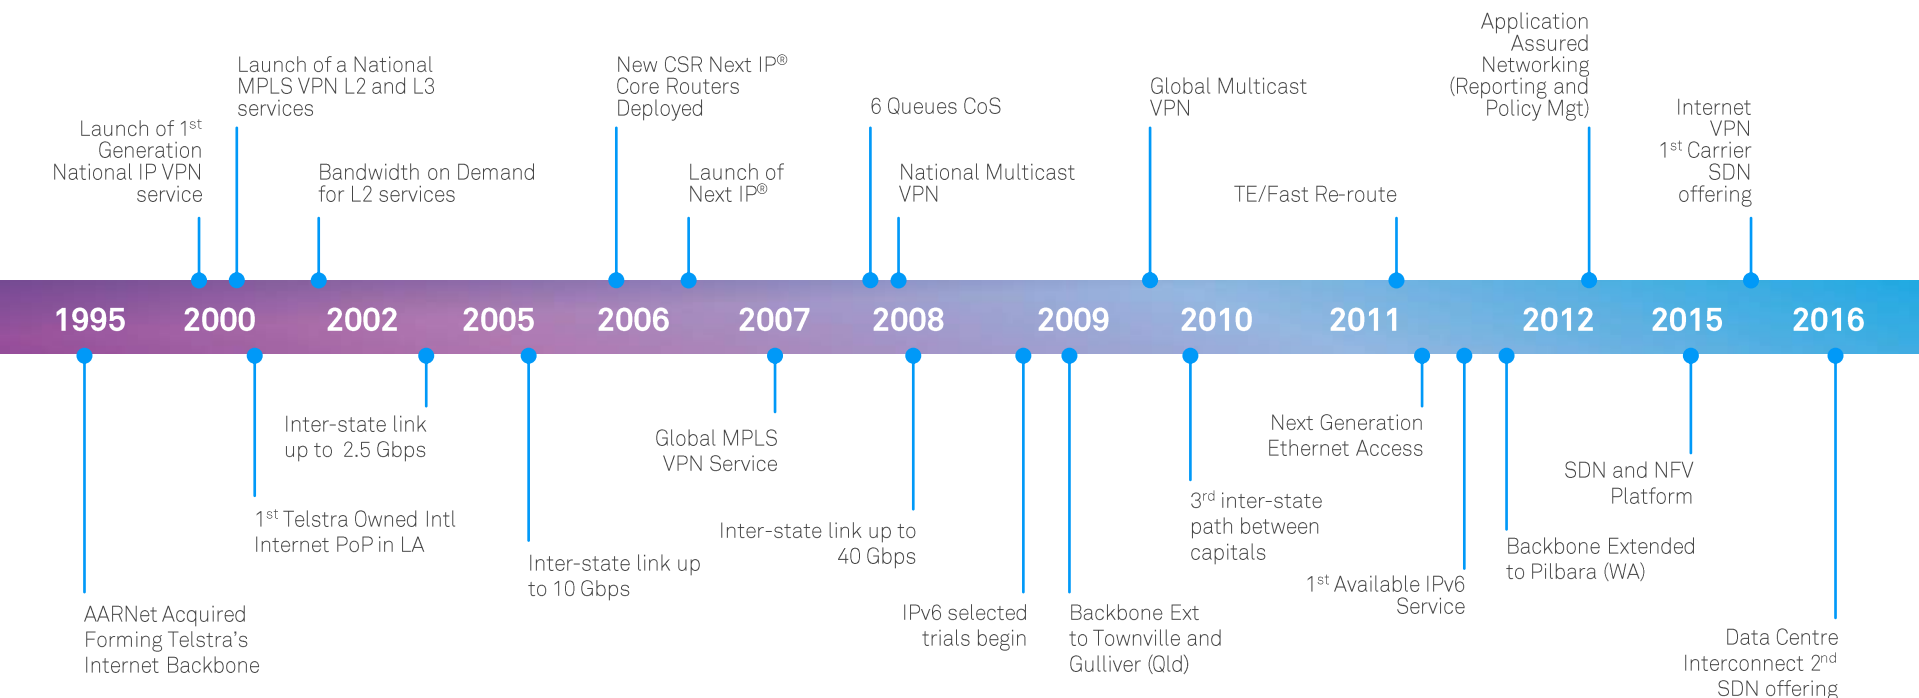 Launch of 1st
Generation
National IP VPN
service
Launch of a National
MPLS VPN L2 and L3
services
Bandwidth on Demand
for L2 services
New CSR Next IP®
Core Routers
Deployed
Launch of
Next IP®
6 Queues CoS
National Multicast
VPN
Global Multicast
VPN
TE/Fast Re-route
Application
Assured
Networking
(Reporting and
Policy Mgt)
Internet
VPN
1st Carrier
SDN
offering
1995 2000 2002 2005 2006 2007 2008 2009 2010 2011 2012 2015 2016
AARNet Acquired
Forming Telstra's
Internet Backbone
1st Telstra Owned Intl
Internet PoP in LA
Inter-state link
up to 2.5 Gbps
Inter-state link up
to 10 Gbps
Global MPLS
VPN Service
Inter-state link up to
40 Gbps
IPv6 selected
trials begin
Backbone Ext
to Townville and
Gulliver (Qld)
3rd inter-state
path between
capitals
Next Generation
Ethernet Access
1st Available IPv6
Service
Backbone Extended
to Pilbara (WA)
SDN and NFV
Platform
Data Centre
Interconnect 2nd
SDN offering